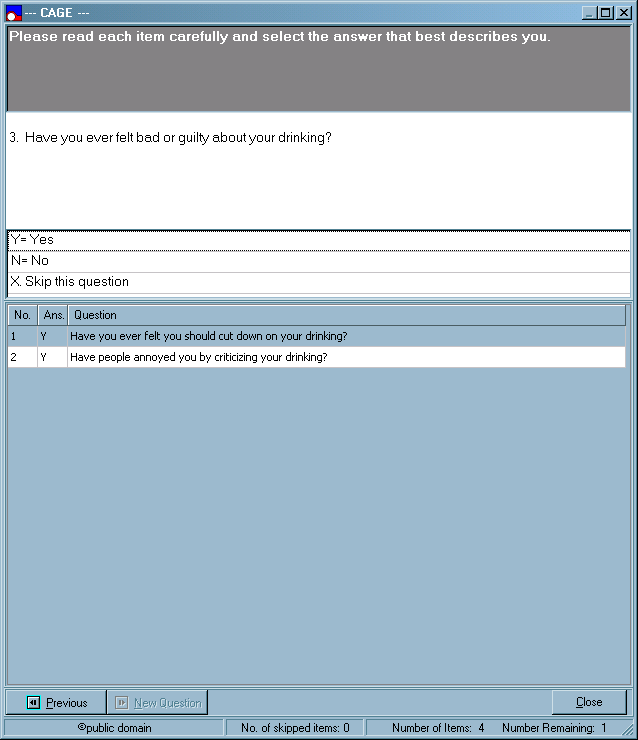 --- CAGE ---
Please read each item carefully and select the answer that best describes you.
3. Have you ever felt bad or guilty about your drinking?
Y= Yes
N= No
X. Skip this question
No. Ans. Question
1 Y Have you ever felt you should cut down on your drinking?
2 Y Have people annoyed you by criticizing your drinking?
Previous New Question Close
©public domain No. of skipped items: 0 Number of Items: 4 Number Remaining: 1